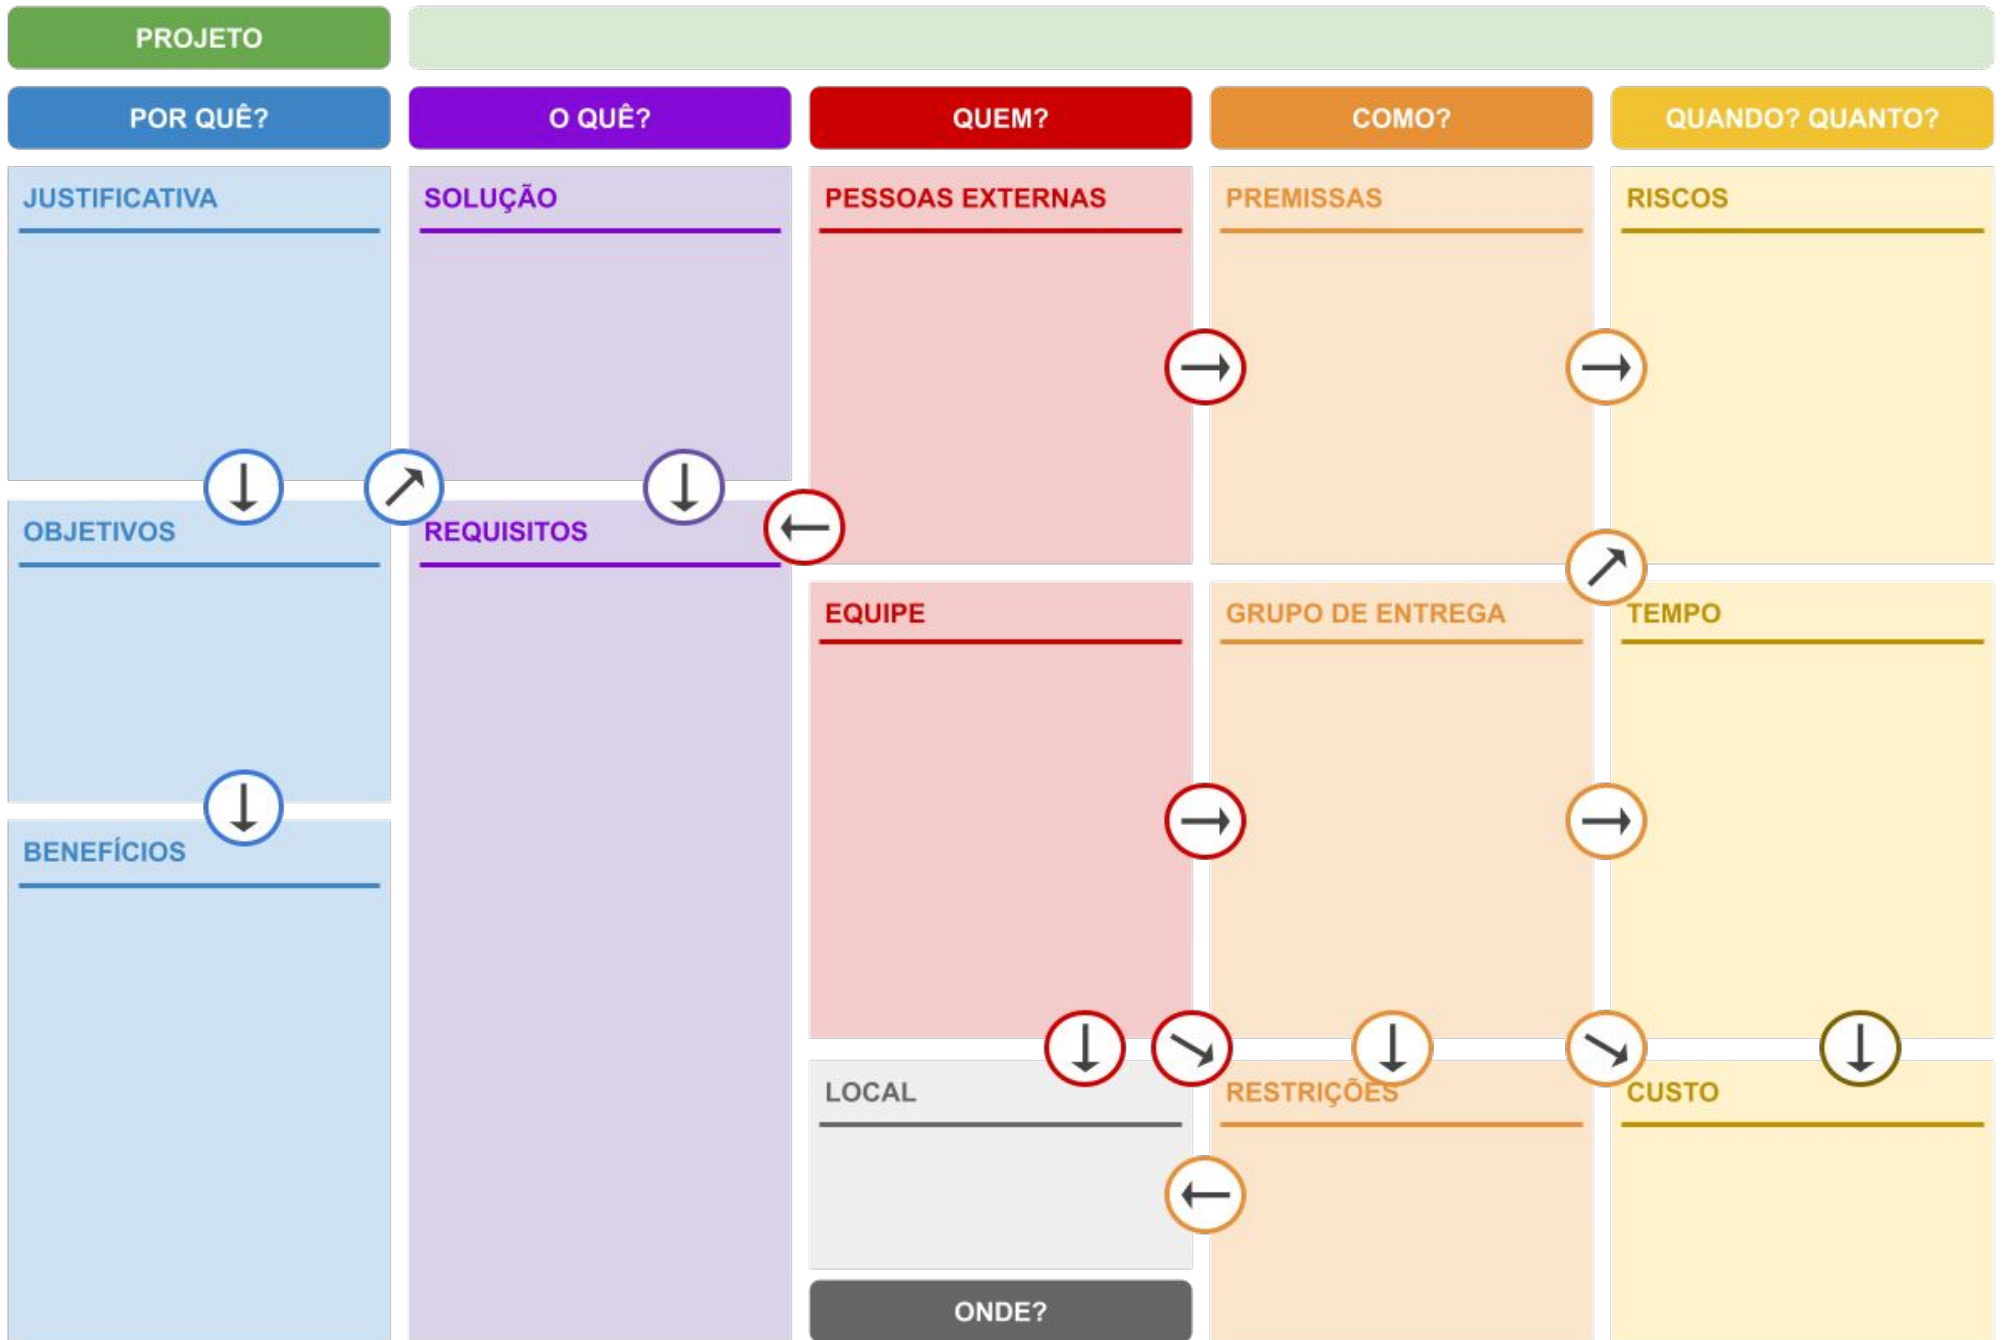 PROJETO
POR QUÊ?
O QUÊ?
QUEM?
COMO?
QUANDO? QUANTO?
JUSTIFICATIVA
SOLUÇÃO
PESSOAS EXTERNAS
PREMISSAS
RISCOS
OBJETIVOS
REQUISITOS
EQUIPE
GRUPO DE ENTREGA
TEMPO
BENEFÍCIOS
LOCAL
RESTRIÇÕES
CUSTO
ONDE?